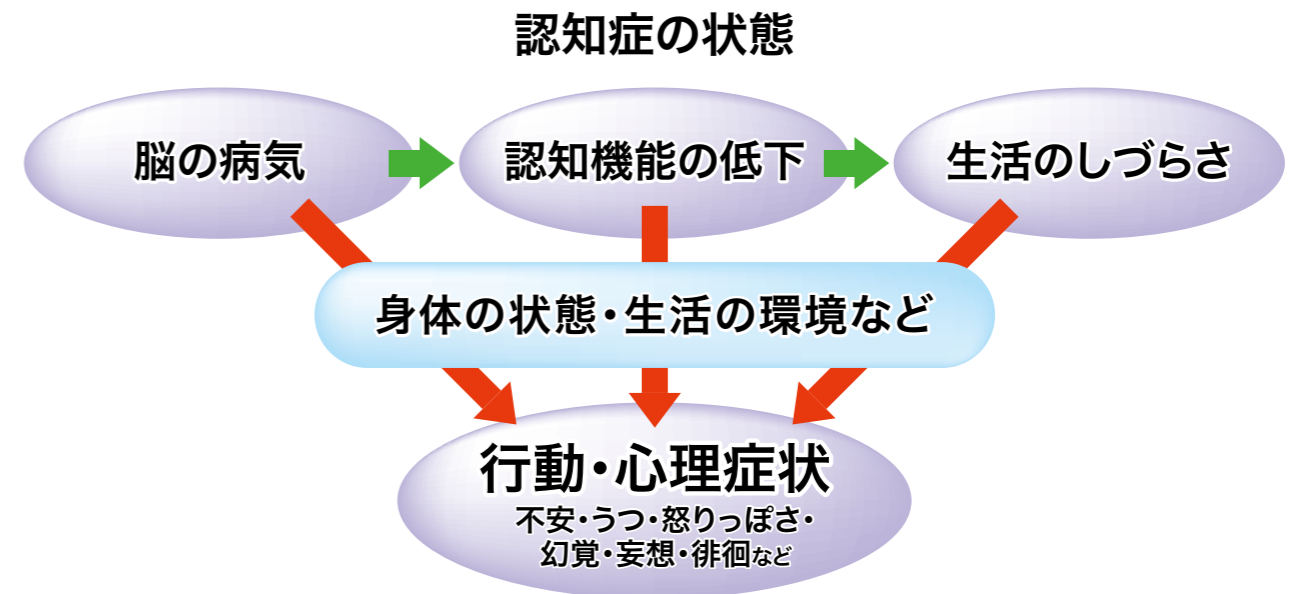 認知症の状態
脳の病気
認知機能の低下
生活のしづらさ
身体の状態・生活の環境など
行動・心理症状
不安・うつ・怒りっぽさ・
幻覚・妄想・徘徊など